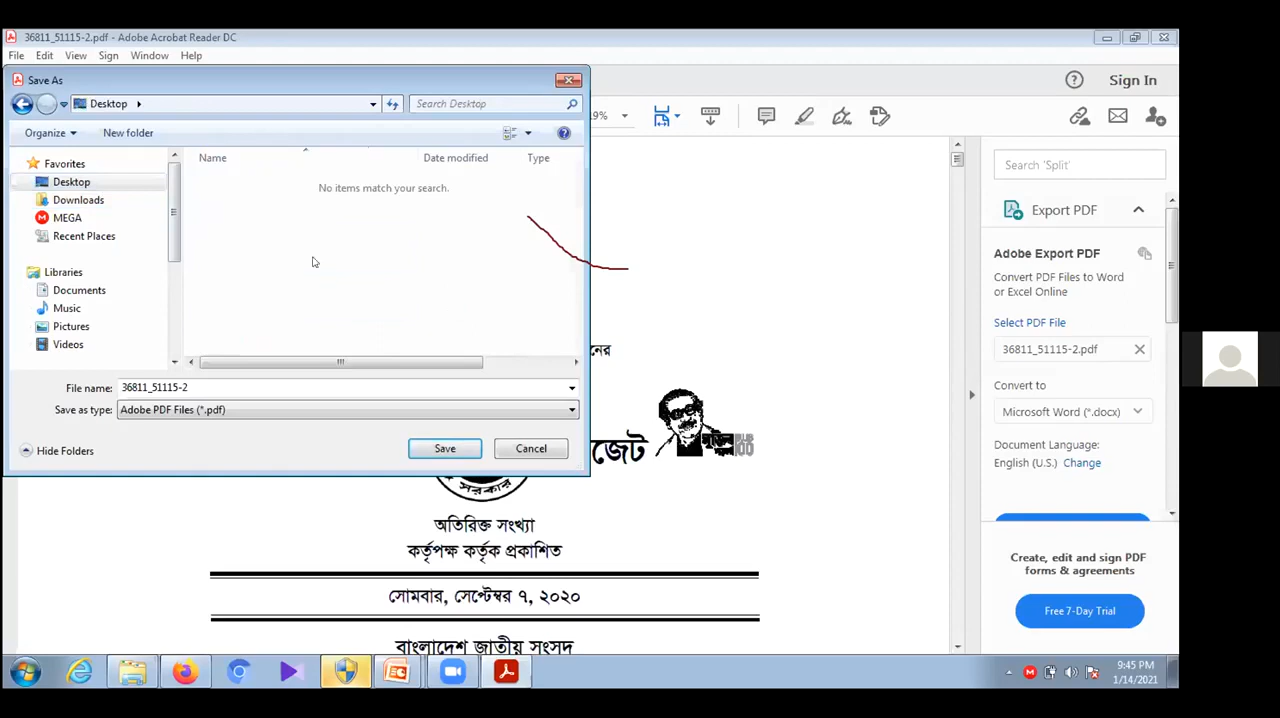 36811_51115-2.pdf - Adobe Acrobat Reader DC
File Edit View Sign Window Help
Save As
Desktop
Search Desktop
Organize New folder
Name Date modified Type
No items match your search.
Favorites
Desktop
Downloads
MEGA
Recent Places
Libraries
Documents
Music
Pictures
Videos
File name: 36811_51115-2
Save as type: Adobe PDF Files (*.pdf)
Hide Folders
Save Cancel
9%
Sign In
Search 'Split'
Export PDF
Adobe Export PDF
Convert PDF Files to Word
or Excel Online
Select PDF File
36811_51115-2.pdf
Convert to
Microsoft Word (*.docx)
Document Language:
English (U.S.) Change
Create, edit and sign PDF
forms & agreements
Free 7-Day Trial
নের
জেট
সরকার
অতিরিক্ত সংখ্যা
কর্তৃপক্ষ কর্তৃক প্রকাশিত
সোমবার, সেপ্টেম্বর ৭, ২০২০
বাংলাদেশ জাতীয় সংসদ
9:45 PM
1/14/2021